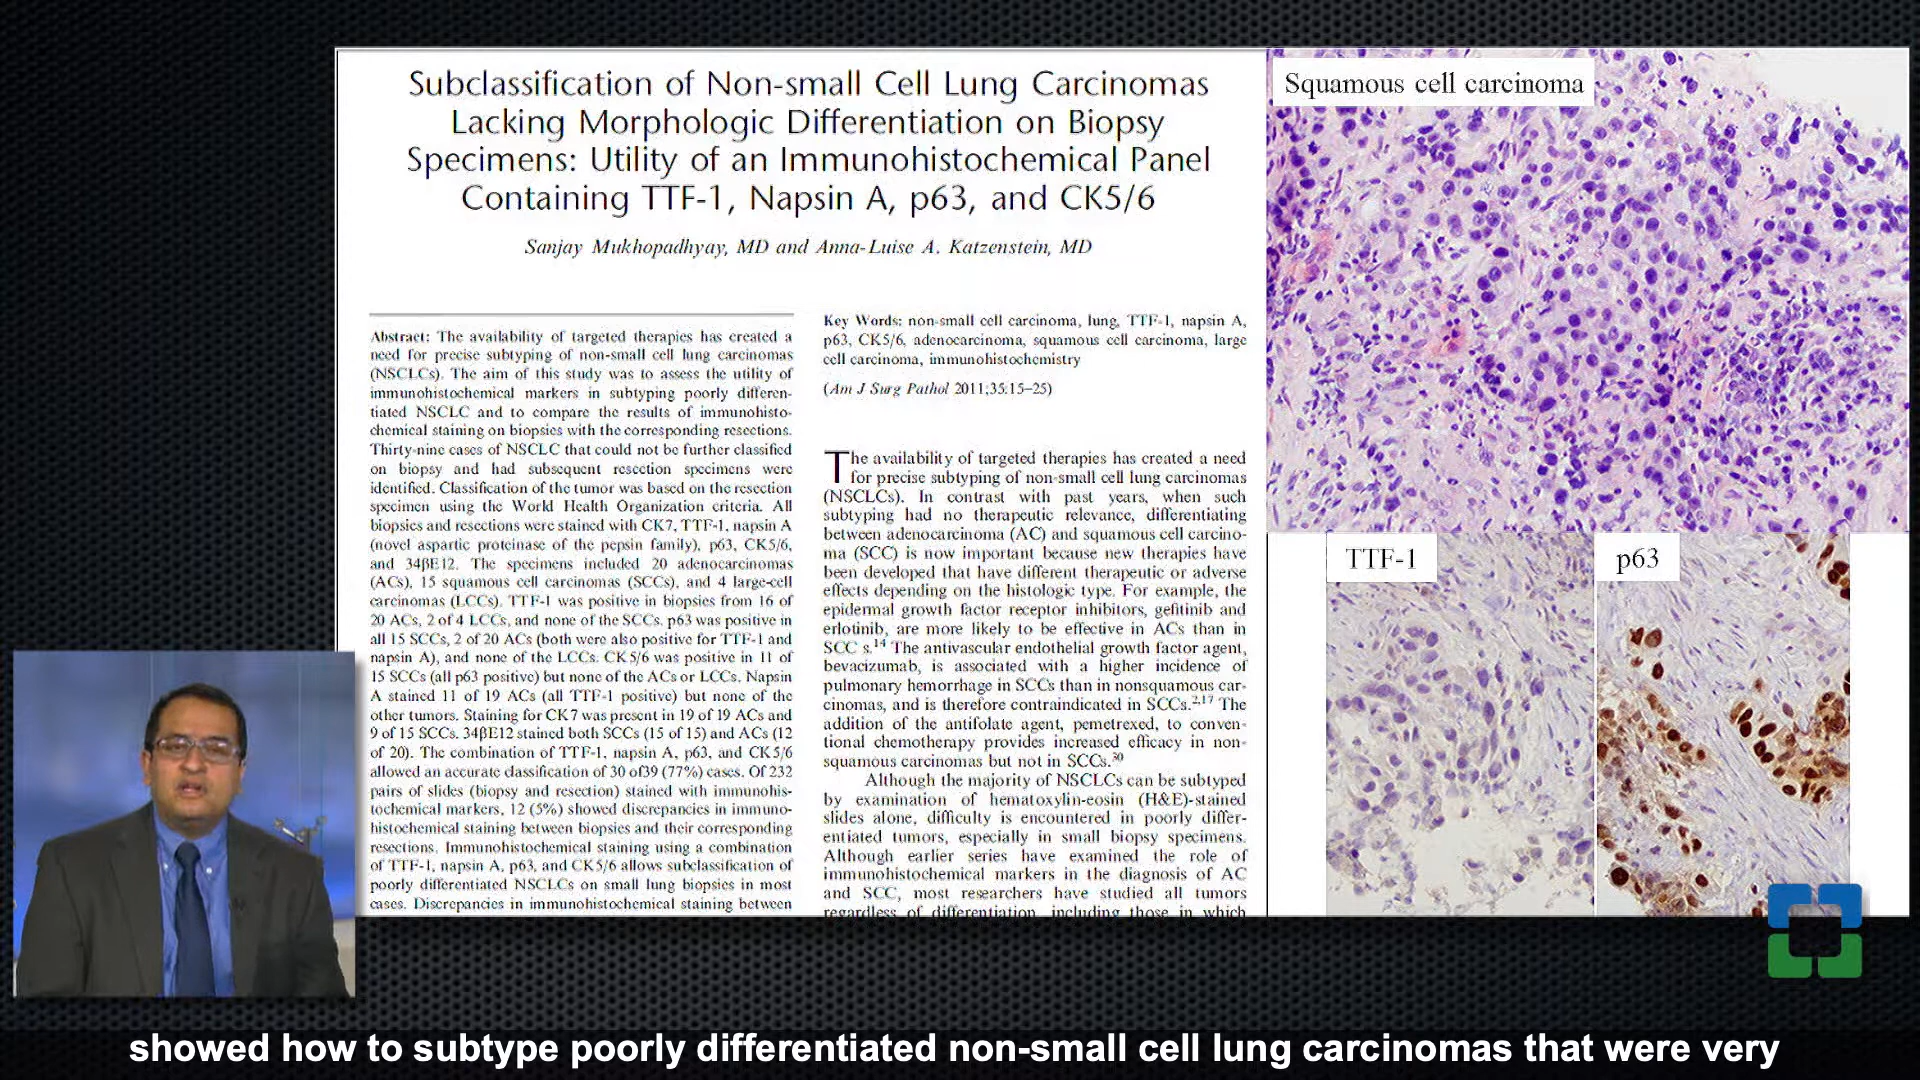 Subclassification of Non-small Cell Lung Carcinomas
Lacking Morphologic Differentiation on Biopsy
Specimens: Utility of an Immunohistochemical Panel
Containing TTF-1, Napsin A, p63, and CK5/6
Sanjay Mukhopadhyay, MD and Anna-Luise A. Katzenstein, MD
Abstract: The availability of targeted therapies has created a
need for precise subtyping of non-small cell lung carcinomas
(NSCLCs). The aim of this study was to assess the utility of
immunohistochemical markers in subtyping poorly differen-
tiated NSCLC and to compare the results of immunohisto-
chemical staining on biopsies with the corresponding resections.
Thirty-nine cases of NSCLC that could not be further classified
on biopsy and had subsequent resection specimens were
identified. Classification of the tumor was based on the resection
specimen using the World Health Organization criteria. All
biopsies and resections were stained with CK7, TTF-1, napsin A
(novel aspartic proteinase of the pepsin family), p63, CK5/6,
and 34βE12. The specimens included 20 adenocarcinomas
(ACs), 15 squamous cell carcinomas (SCCs), and 4 large-cell
carcinomas (LCCs). TTF-1 was positive in biopsies from 16 of
20 ACs, 2 of 4 LCCs, and none of the SCCs. p63 was positive in
all 15 SCCs, 2 of 20 ACs (both were also positive for TTF-1 and
napsin A), and none of the LCCs. CK5/6 was positive in 11 of
15 SCCs (all p63 positive) but none of the ACs or LCCs. Napsin
A stained 11 of 19 ACs (all TTF-1 positive) but none of the
other tumors. Staining for CK7 was present in 19 of 19 ACs and
9 of 15 SCCs. 34βE12 stained both SCCs (15 of 15) and ACs (12
of 20). The combination of TTF-1, napsin A, p63, and CK5/6
allowed an accurate classification of 30 of39 (77%) cases. Of 232
pairs of slides (biopsy and resection) stained with immunohis-
tochemical markers, 12 (5%) showed discrepancies in immuno-
histochemical staining between biopsies and their corresponding
resections. Immunohistochemical staining using a combination
of TTF-1, napsin A, p63, and CK5/6 allows subclassification of
poorly differentiated NSCLCs on small lung biopsies in most
cases. Discrepancies in immunohistochemical staining between
Key Words: non-small cell carcinoma, lung, TTF-1, napsin A,
p63, CK5/6, adenocarcinoma, squamous cell carcinoma, large
cell carcinoma, immunohistochemistry
(Am J Surg Pathol 2011;35:15–25)
The availability of targeted therapies has created a need
for precise subtyping of non-small cell lung carcinomas
(NSCLCs). In contrast with past years, when such
subtyping had no therapeutic relevance, differentiating
between adenocarcinoma (AC) and squamous cell carcino-
ma (SCC) is now important because new therapies have
been developed that have different therapeutic or adverse
effects depending on the histologic type. For example, the
epidermal growth factor receptor inhibitors, gefitinib and
erlotinib, are more likely to be effective in ACs than in
SCC s.14 The antivascular endothelial growth factor agent,
bevacizumab, is associated with a higher incidence of
pulmonary hemorrhage in SCCs than in nonsquamous car-
cinomas, and is therefore contraindicated in SCCs.2,17 The
addition of the antifolate agent, pemetrexed, to conven-
tional chemotherapy provides increased efficacy in non-
squamous carcinomas but not in SCCs.30
Although the majority of NSCLCs can be subtyped
by examination of hematoxylin-eosin (H&E)-stained
slides alone, difficulty is encountered in poorly differ-
entiated tumors, especially in small biopsy specimens.
Although earlier series have examined the role of
immunohistochemical markers in the diagnosis of AC
and SCC, most researchers have studied all tumors
regardless of differentiation, including those in which
Squamous cell carcinoma
TTF-1
p63
showed how to subtype poorly differentiated non-small cell lung carcinomas that were very